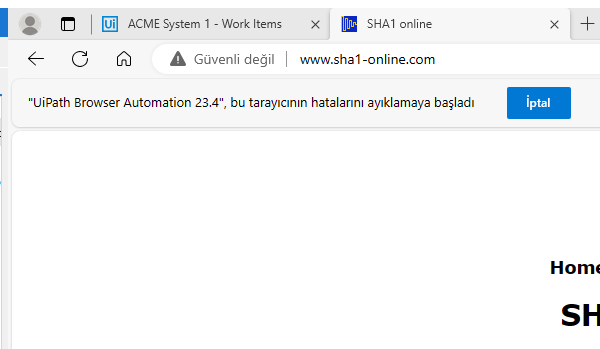 Ui ACME System 1 - Work Items
SHA1 online
Güvenli değil
www.sha1-online.com
"UiPath Browser Automation 23.4", bu tarayıcının hatalarını ayıklamaya başladı
İptal
Home
SH